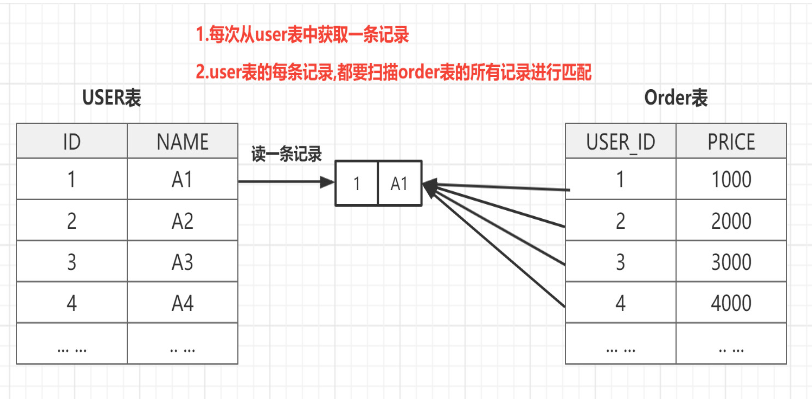 1.每次从user表中获取一条记录
2.user表的每条记录,都要扫描order表的所有记录进行匹配
USER表
Order表
ID NAME
1 A1
2 A2
3 A3
4 A4
... ... .. ...
读一条记录
1 A1
USER_ID PRICE
1 1000
2 2000
3 3000
4 4000
... ... .. ...